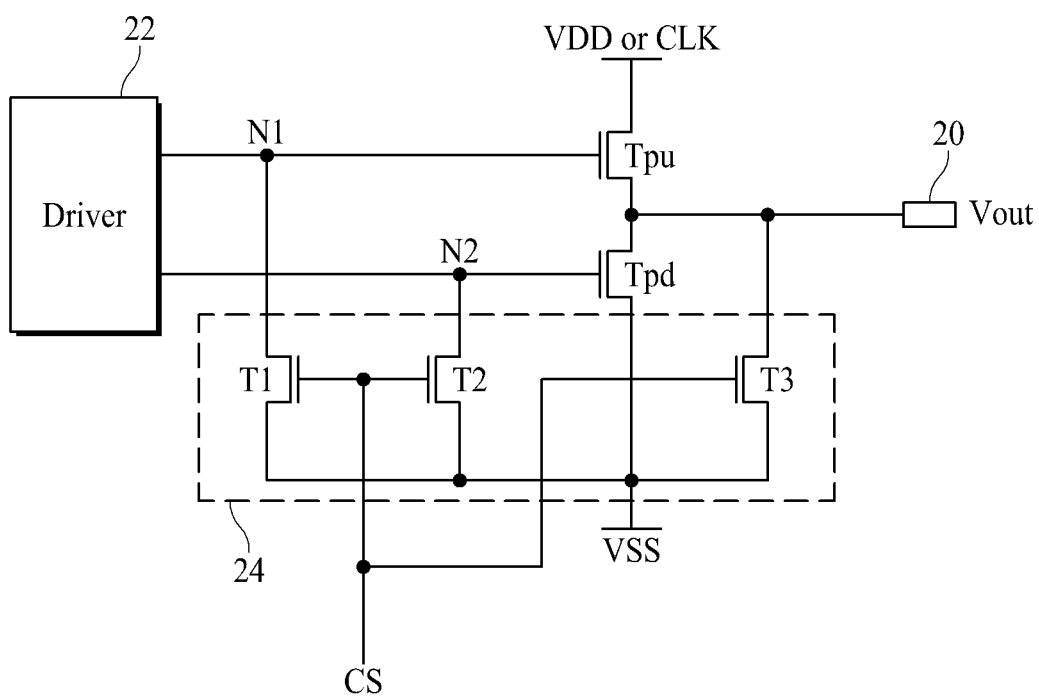 22
VDD or CLK
N1
Tpu
20
Driver
Vout
N2
Tpd
T1
T2
T3
24
VSS
CS